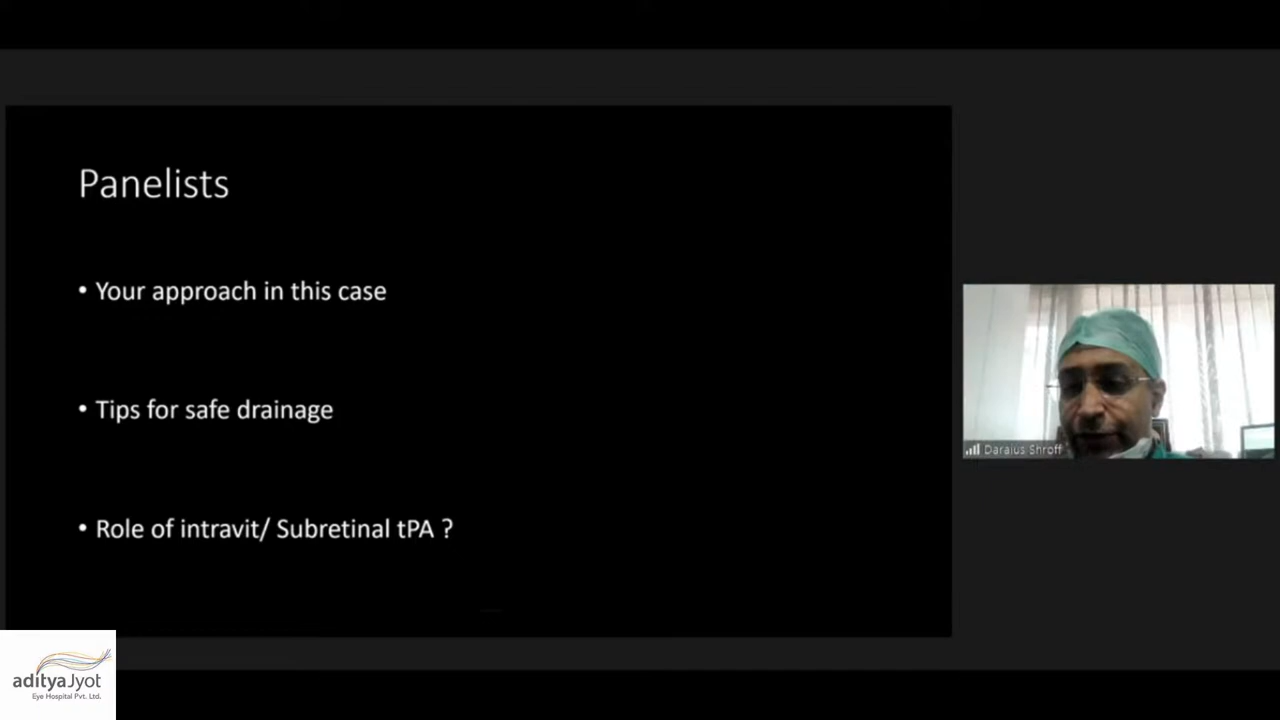 Panelists
• Your approach in this case
• Tips for safe drainage
• Role of intravit/ Subretinal tPA ?
Daraius Shroff
adityaJyot
Eye Hospital Pvt. Ltd.